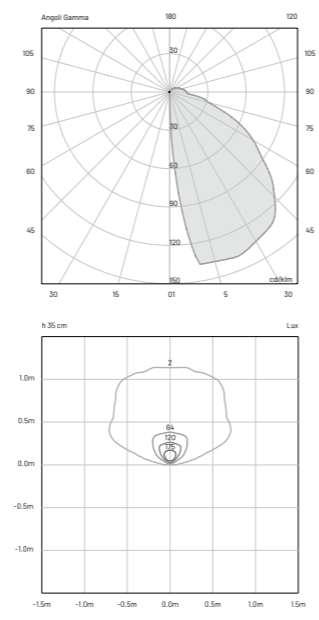 Angoli Gamma 180 120
30
105 105
90 90
30
75 75
60
60 60
90
45 45
120
cd/klm
150
30 15 01 5 30
h 35 cm Lux
2
1.0m
0.5m
64
120
175
0.0m
-0.5m
-1.0m
-1.5m -1.0m -0.5m 0.0m 0.5m 1.0m 1.5m